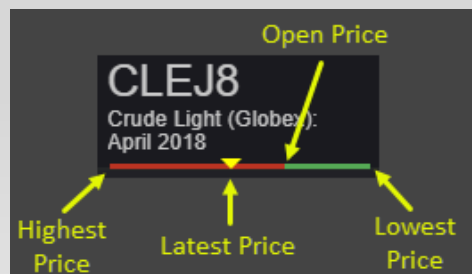 Open Price
CLEJ8
Crude Light (Globex):
April 2018
Highest
Price
Latest Price
Lowest
Price